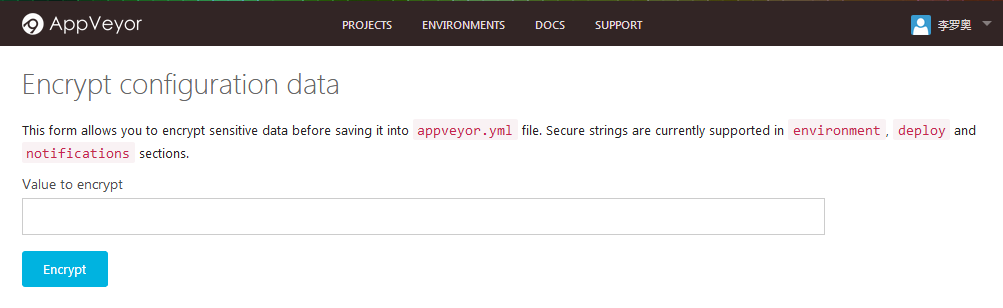 AppVeyor PROJECTS ENVIRONMENTS DOCS SUPPORT 李罗奥
Encrypt configuration data
This form allows you to encrypt sensitive data before saving it into appveyor.yml file. Secure strings are currently supported in environment, deploy and
notifications sections.
Value to encrypt
Encrypt